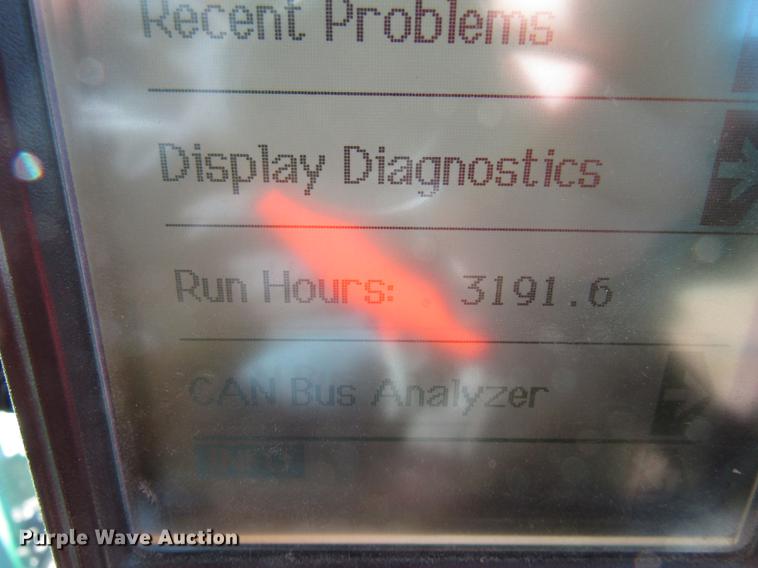 Recent Problems
Display Diagnostics
Run Hours: 3191.6
CAN Bus Analyzer
Purple Wave Auction